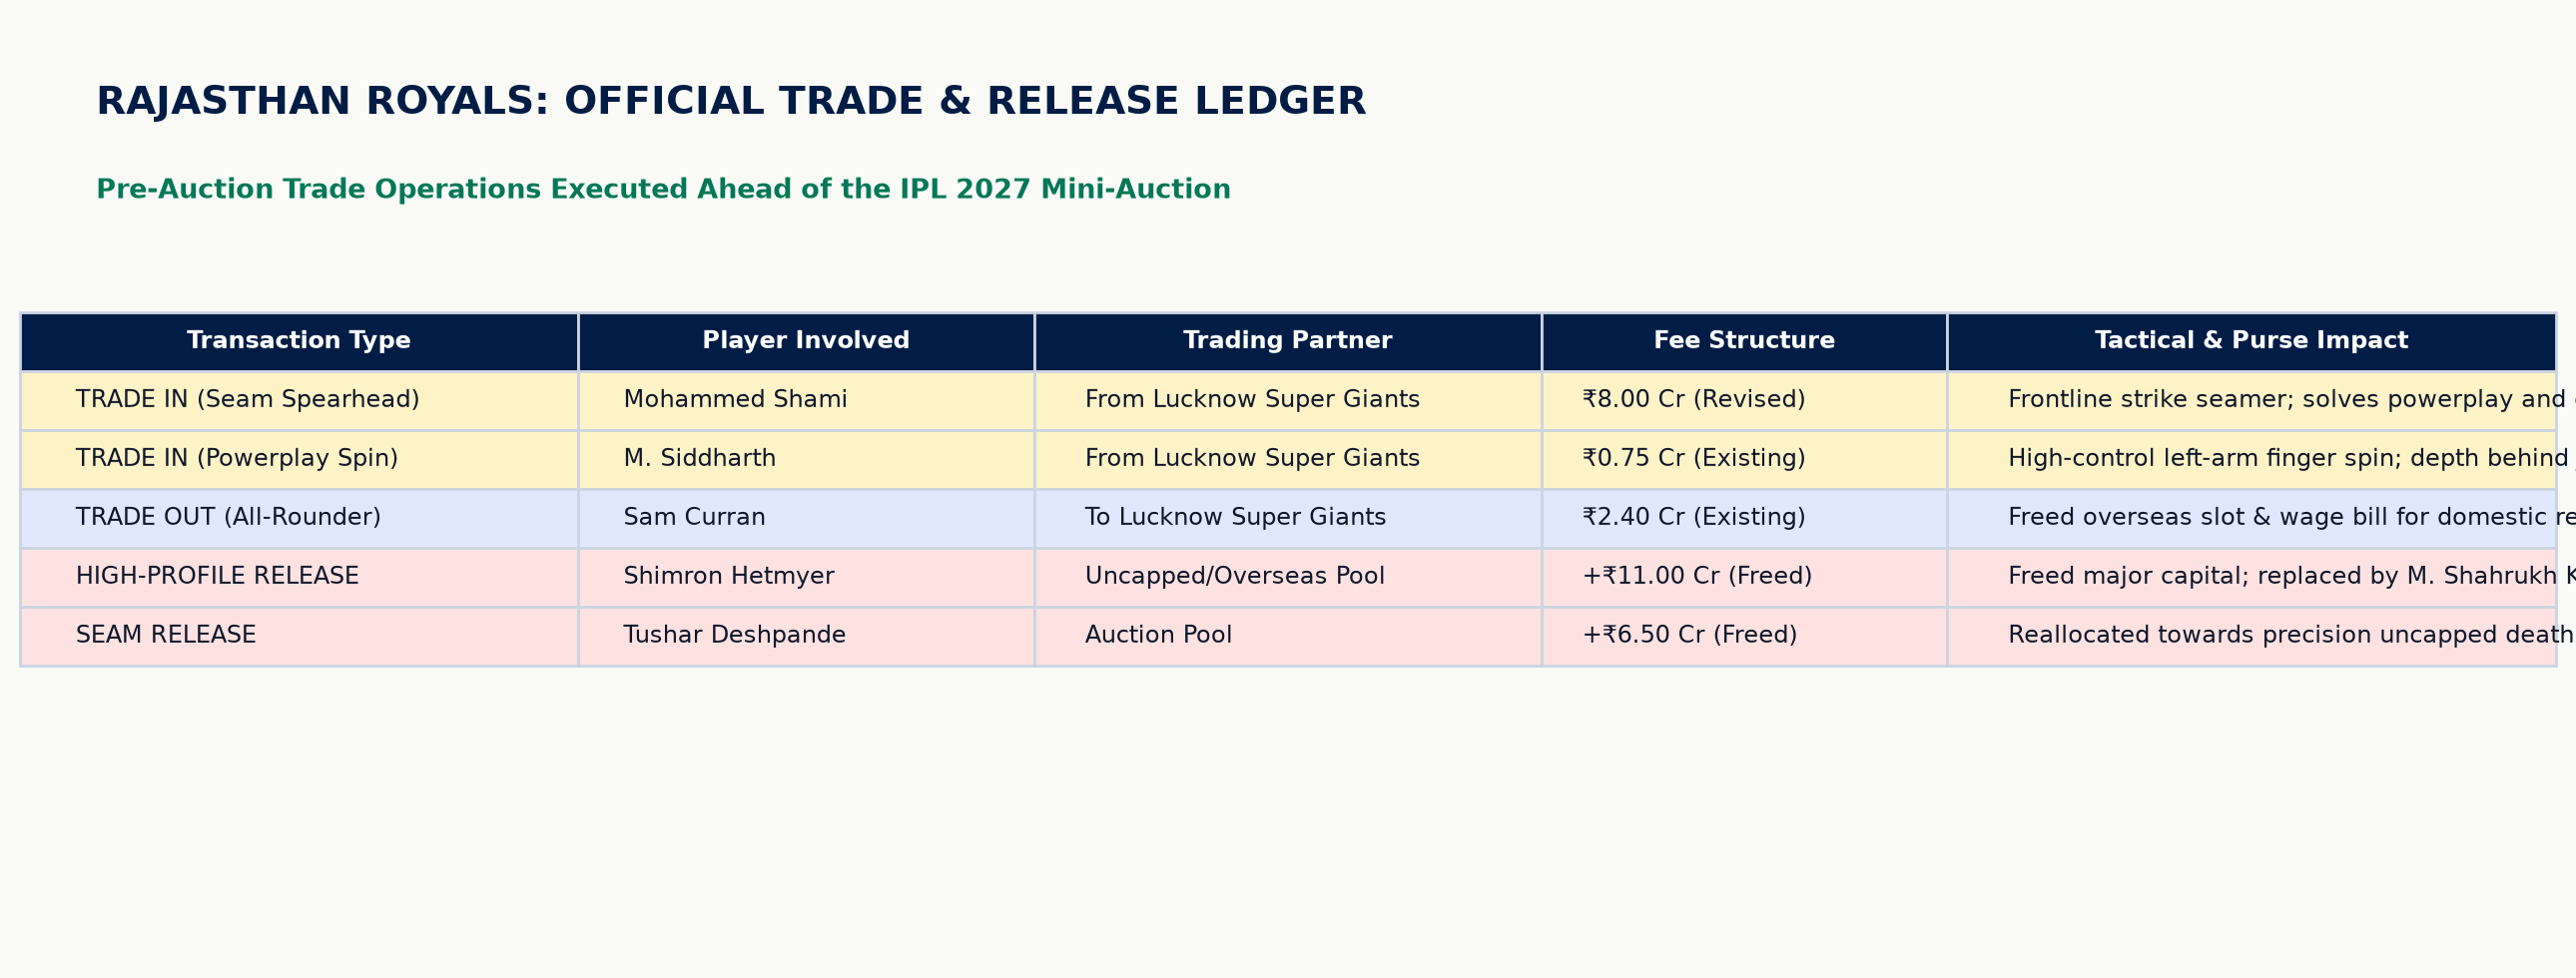 RAJASTHAN ROYALS: OFFICIAL TRADE & RELEASE LEDGER
Pre-Auction Trade Operations Executed Ahead of the IPL 2027 Mini-Auction
Transaction Type Player Involved Trading Partner Fee Structure Tactical & Purse Impact
TRADE IN (Seam Spearhead) Mohammed Shami From Lucknow Super Giants ₹8.00 Cr (Revised) Frontline strike seamer; solves powerplay and
TRADE IN (Powerplay Spin) M. Siddharth From Lucknow Super Giants ₹0.75 Cr (Existing) High-control left-arm finger spin; depth behind
TRADE OUT (All-Rounder) Sam Curran To Lucknow Super Giants ₹2.40 Cr (Existing) Freed overseas slot & wage bill for domestic
HIGH-PROFILE RELEASE Shimron Hetmyer Uncapped/Overseas Pool +₹11.00 Cr (Freed) Freed major capital; replaced by M. Shahrukh
SEAM RELEASE Tushar Deshpande Auction Pool +₹6.50 Cr (Freed) Reallocated towards precision uncapped death